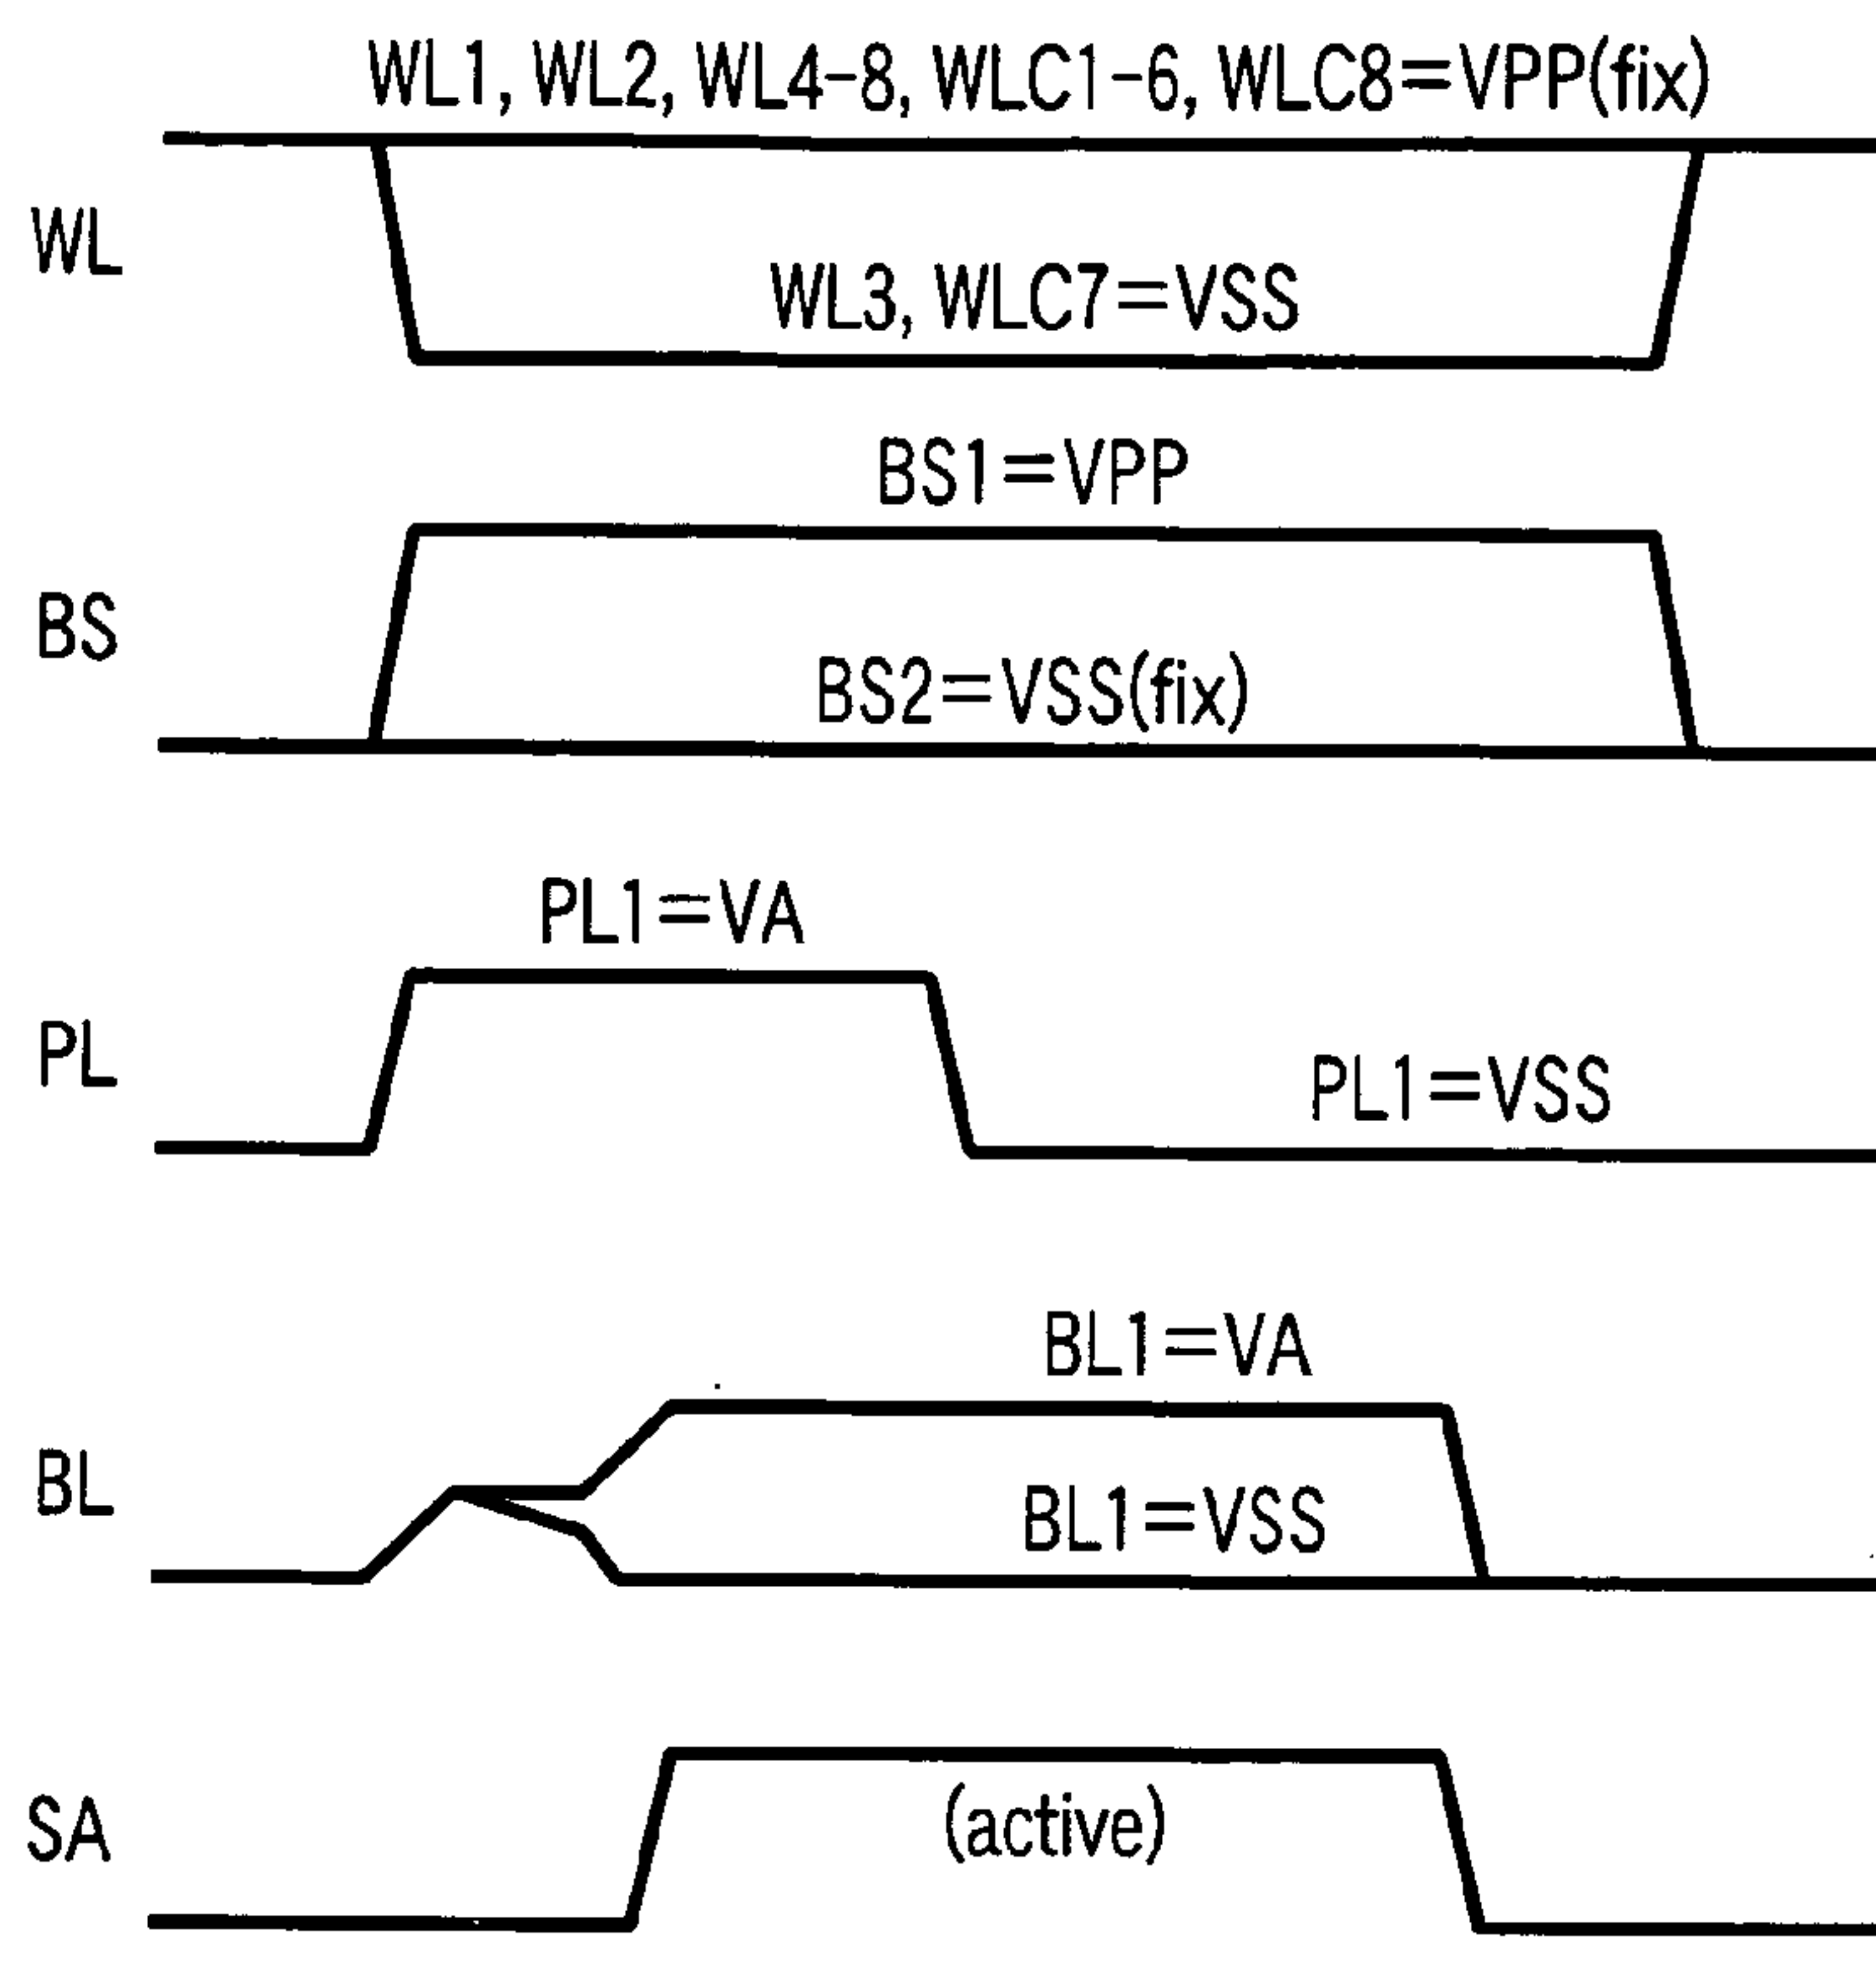 WL1, WL2, WL4-8, WLC1-6, WLC8=VPP(fix)
WL
WL3, WLC7=VSS
BS1=VPP
BS
BS2=VSS(fix)
PL1=VA
PL
PL1=VSS
BL1=VA
BL
BL1=VSS
SA
(active)